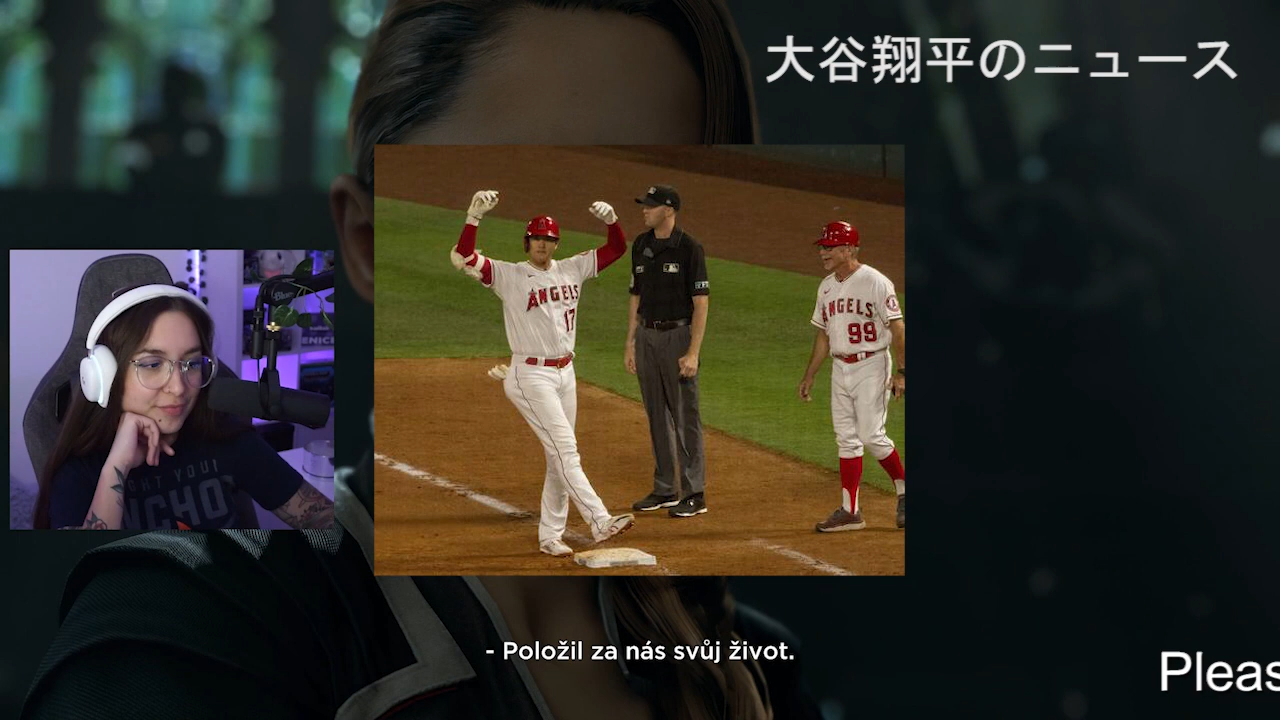 大谷翔平のニュース
ANGELS
17
ANGELS
99
- Položil za nás svůj život.
Pleas